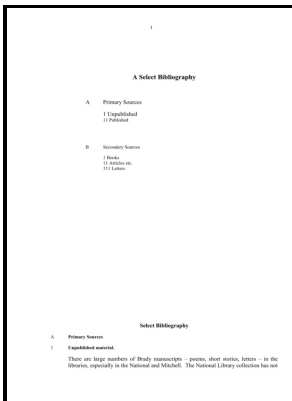 1
A Select Bibliography
A Primary Sources
1 Unpublished
11 Published
B Secondary Sources
1 Books
11 Articles etc.
111 Letters
Select Bibliography
A Primary Sources
1 Unpublished material.
There are large numbers of Brady manuscripts – poems, short stories, letters – in the
libraries, especially in the National and Mitchell. The National Library collection has not